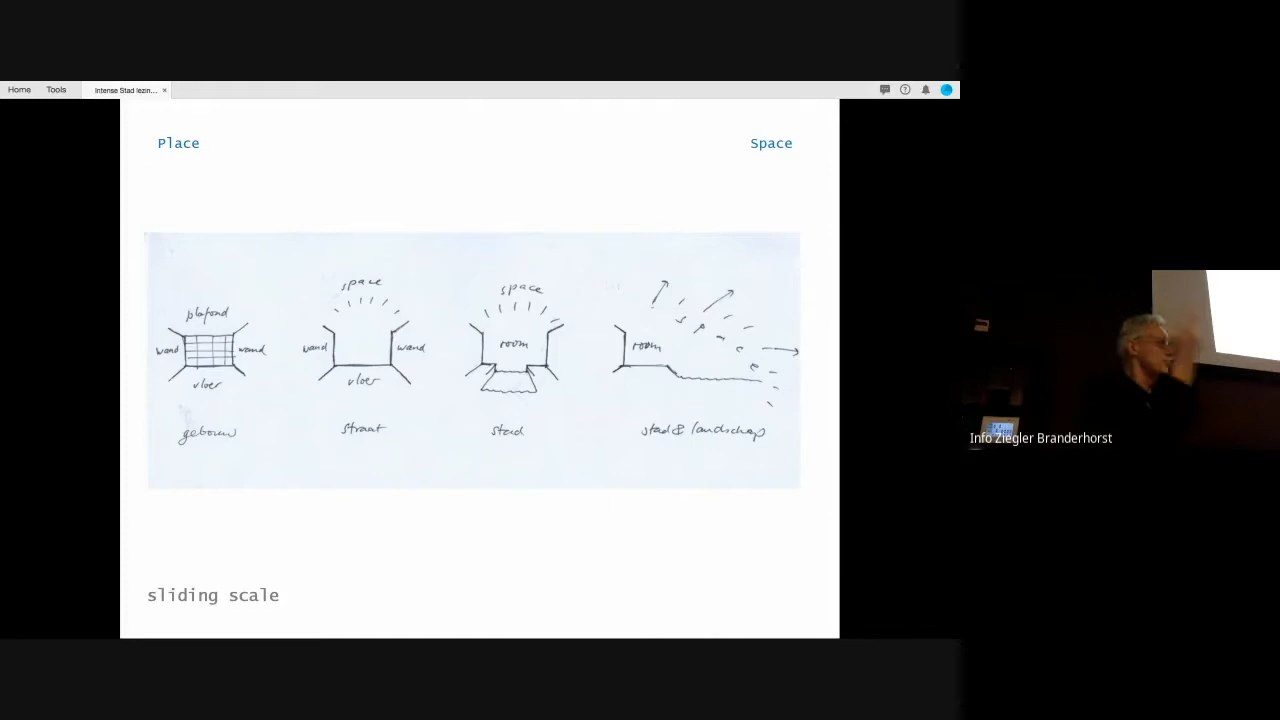 Home Tools Intense Stad lezin... ×
Place Space
space
space
plafond
space
wand wand
wand wand
room
room
vloer
vloer
gebouw
straat
stad
stad & landschap
sliding scale
Info Ziegler Branderhorst